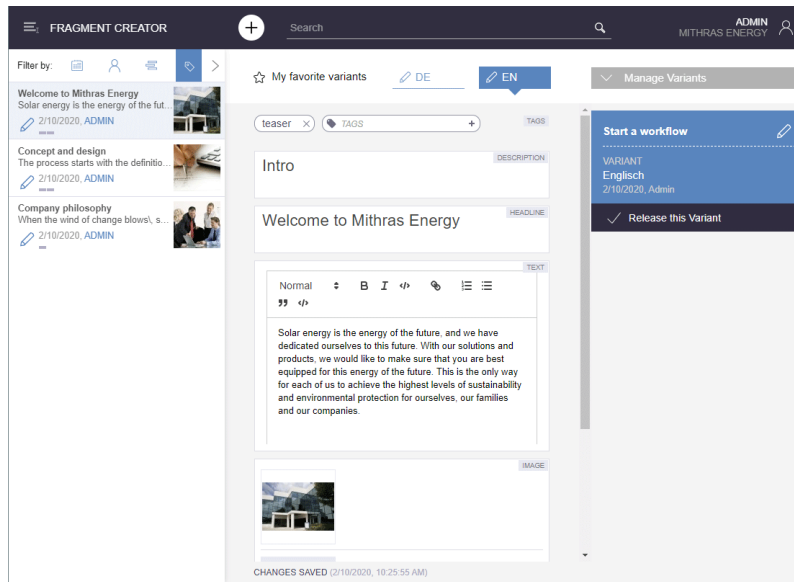 FRAGMENT CREATOR
Search
ADMIN
MITHRAS ENERGY
Filter by:
Welcome to Mithras Energy
Solar energy is the energy of the fut...
2/10/2020, ADMIN
Concept and design
The process starts with the definitio...
2/10/2020, ADMIN
Company philosophy
When the wind of change blows\, s...
2/10/2020, ADMIN
My favorite variants
DE
EN
teaser ×
TAGS +
TAGS
DESCRIPTION
Intro
HEADLINE
Welcome to Mithras Energy
TEXT
Normal B I </>
" </>
Solar energy is the energy of the future, and we have
dedicated ourselves to this future. With our solutions and
products, we would like to make sure that you are best
equipped for this energy of the future. This is the only way
for each of us to achieve the highest levels of sustainability
and environmental protection for ourselves, our families
and our companies.
IMAGE
CHANGES SAVED (2/10/2020, 10:25:55 AM)
Manage Variants
Start a workflow
VARIANT
Englisch
2/10/2020, Admin
Release this Variant